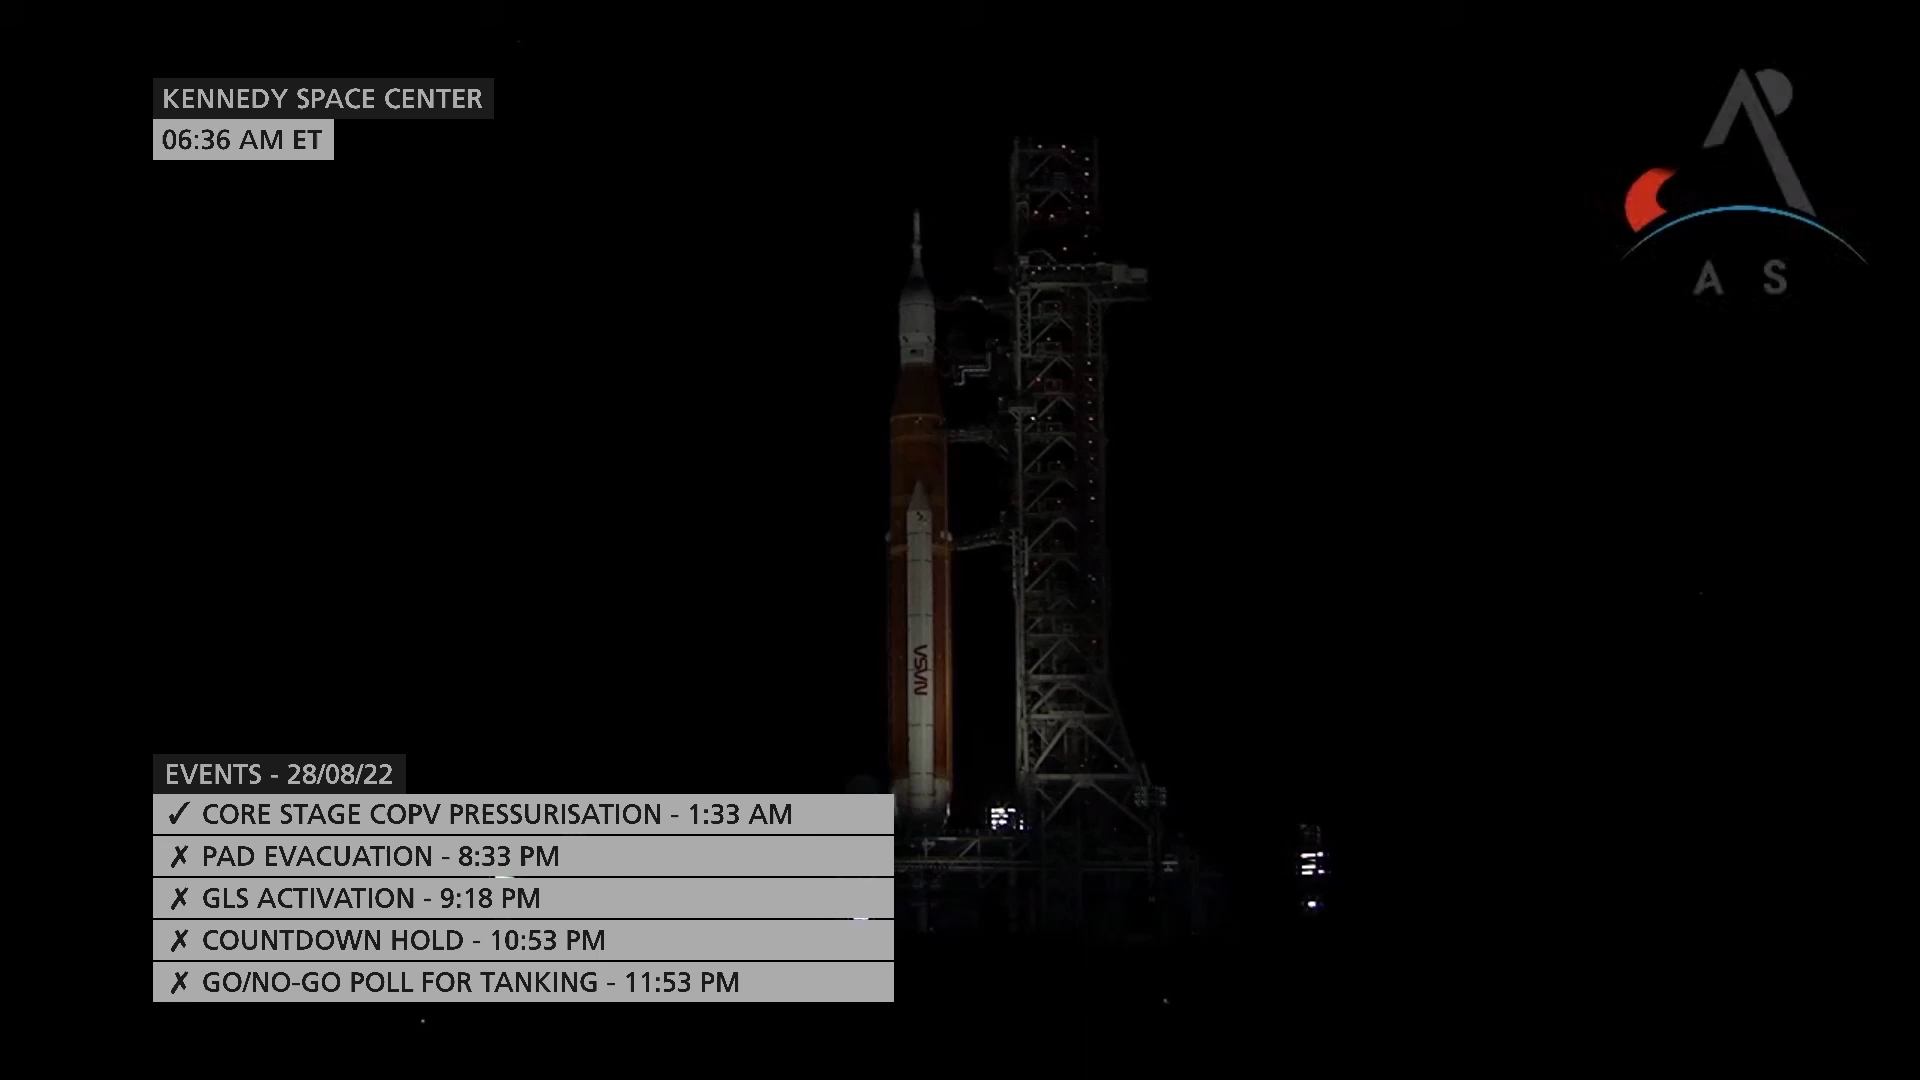 KENNEDY SPACE CENTER
06:36 AM ET
A S
NASA
EVENTS - 28/08/22
✓ CORE STAGE COPV PRESSURISATION - 1:33 AM
✗ PAD EVACUATION - 8:33 PM
✗ GLS ACTIVATION - 9:18 PM
✗ COUNTDOWN HOLD - 10:53 PM
✗ GO/NO-GO POLL FOR TANKING - 11:53 PM